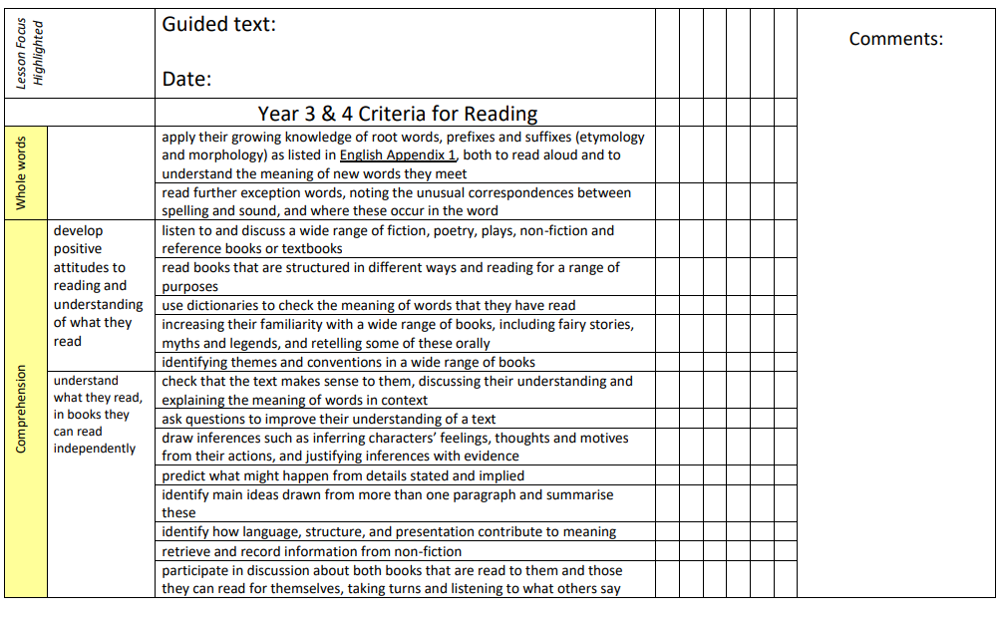 Lesson Focus
Highlighted
Guided text:
Date:
Comments:
Year 3 & 4 Criteria for Reading
Whole words
apply their growing knowledge of root words, prefixes and suffixes (etymology
and morphology) as listed in English Appendix 1, both to read aloud and to
understand the meaning of new words they meet
read further exception words, noting the unusual correspondences between
spelling and sound, and where these occur in the word
Comprehension
develop
positive
attitudes to
reading and
understanding
of what they
read
listen to and discuss a wide range of fiction, poetry, plays, non-fiction and
reference books or textbooks
read books that are structured in different ways and reading for a range of
purposes
use dictionaries to check the meaning of words that they have read
increasing their familiarity with a wide range of books, including fairy stories,
myths and legends, and retelling some of these orally
identifying themes and conventions in a wide range of books
understand
what they read,
in books they
can read
independently
check that the text makes sense to them, discussing their understanding and
explaining the meaning of words in context
ask questions to improve their understanding of a text
draw inferences such as inferring characters’ feelings, thoughts and motives
from their actions, and justifying inferences with evidence
predict what might happen from details stated and implied
identify main ideas drawn from more than one paragraph and summarise
these
identify how language, structure, and presentation contribute to meaning
retrieve and record information from non-fiction
participate in discussion about both books that are read to them and those
they can read for themselves, taking turns and listening to what others say